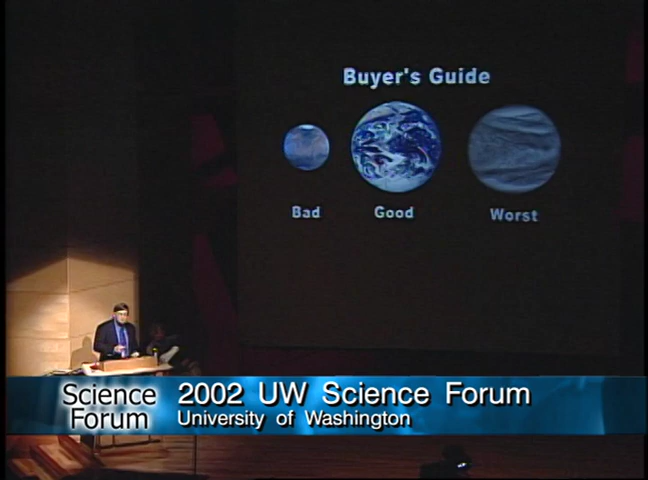 Buyer's Guide
Bad Good Worst
Science Forum
2002 UW Science Forum
University of Washington